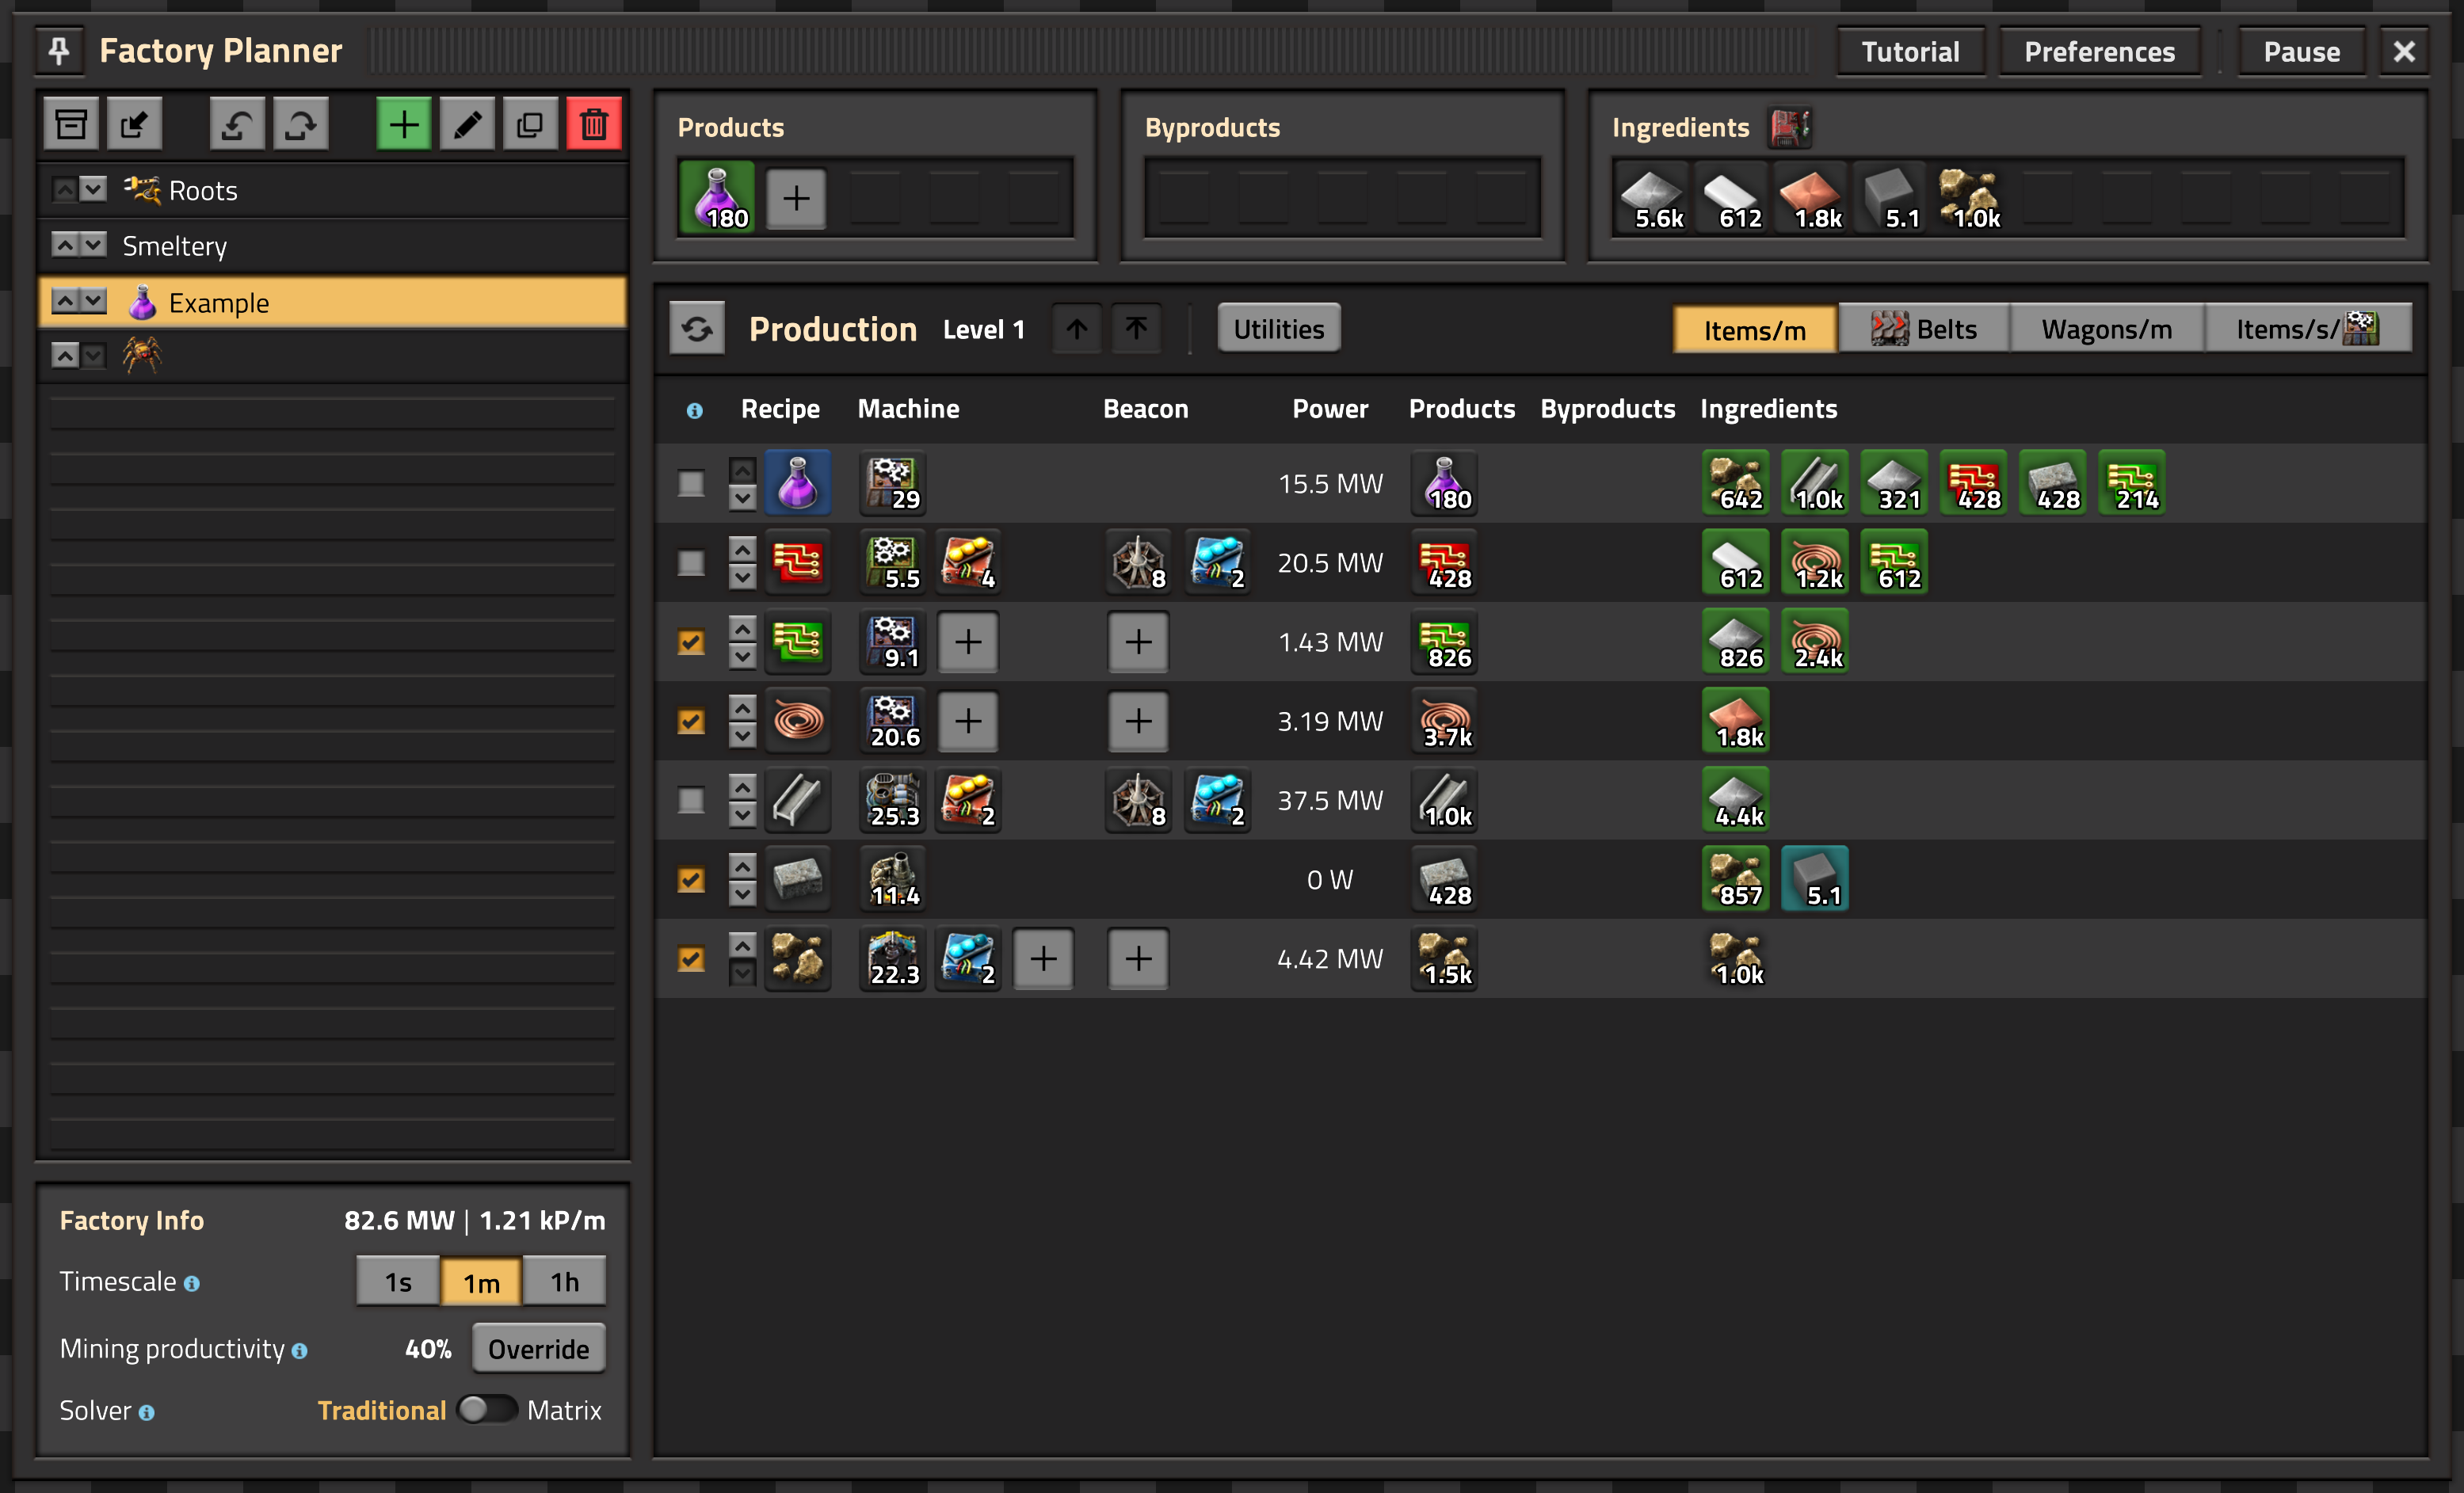 Factory Planner
Tutorial
Preferences
Pause
Roots
Smeltery
Example
Products
180
Byproducts
Ingredients
5.6k 612 1.8k 5.1 1.0k
Production Level 1
Utilities
Items/m
Belts
Wagons/m
Items/s/
Recipe Machine Beacon Power Products Byproducts Ingredients
29 15.5 MW 180 642 1.0k 321 428 428 214
5.5 4 8 2 20.5 MW 428 612 1.2k 612
9.1 1.43 MW 826 826 2.4k
20.6 3.19 MW 3.7k 1.8k
25.3 2 8 2 37.5 MW 1.0k 4.4k
11.4 0 W 428 857 5.1
22.3 2 4.42 MW 1.5k 1.0k
Factory Info 82.6 MW | 1.21 kP/m
Timescale 1s 1m 1h
Mining productivity 40% Override
Solver Traditional Matrix